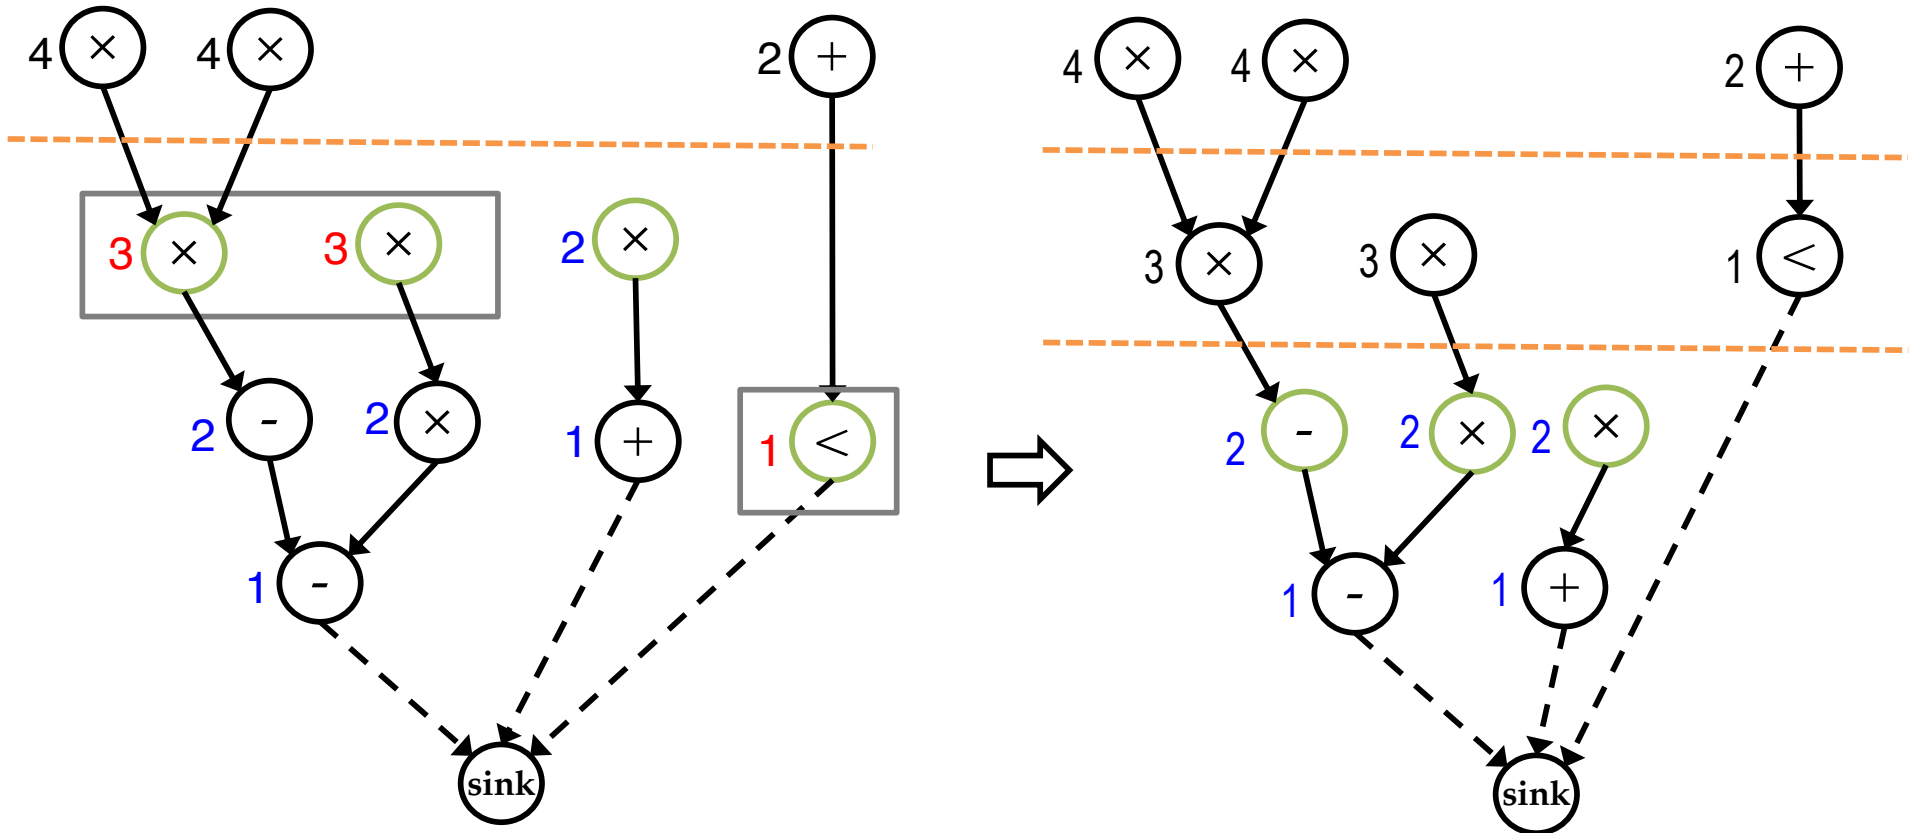 4 × 4 × 2 +
3 × 3 × 2 ×
2 - 2 × 1 + 1 <
1 -
sink
4 × 4 × 2 +
3 × 3 × 1 <
2 - 2 × 2 ×
1 - 1 +
sink